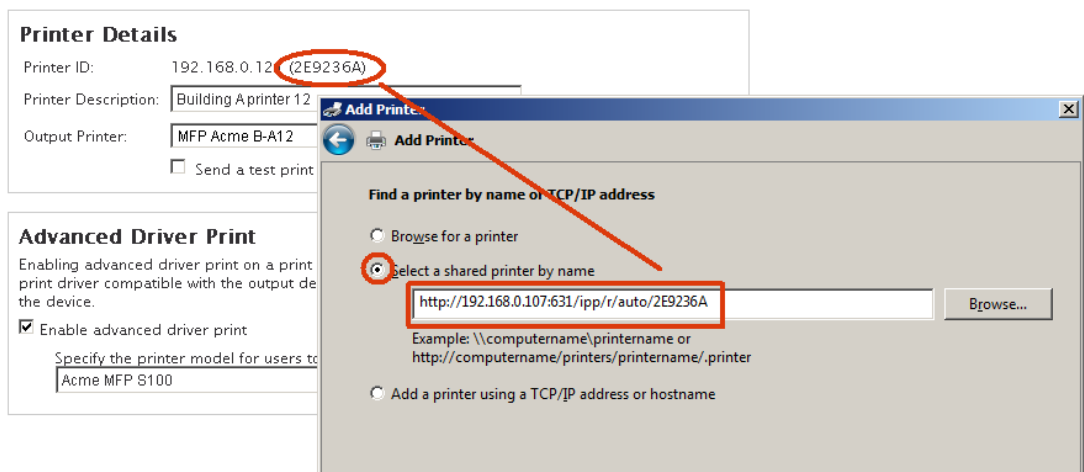 Printer Details
Printer ID: 192.168.0.12 (2E9236A)
Printer Description: Building A printer 12
Output Printer: MFP Acme B-A12
Send a test print
Advanced Driver Print
Enabling advanced driver print on a print
print driver compatible with the output de
the device.
Enable advanced driver print
Specify the printer model for users to
Acme MFP S100
Add Printer
Add Printer
Find a printer by name or TCP/IP address
Browse for a printer
Select a shared printer by name
http://192.168.0.107:631/ipp/r/auto/2E9236A
Browse...
Example: \\computername\printername or
http://computername/printers/printername/.printer
Add a printer using a TCP/IP address or hostname